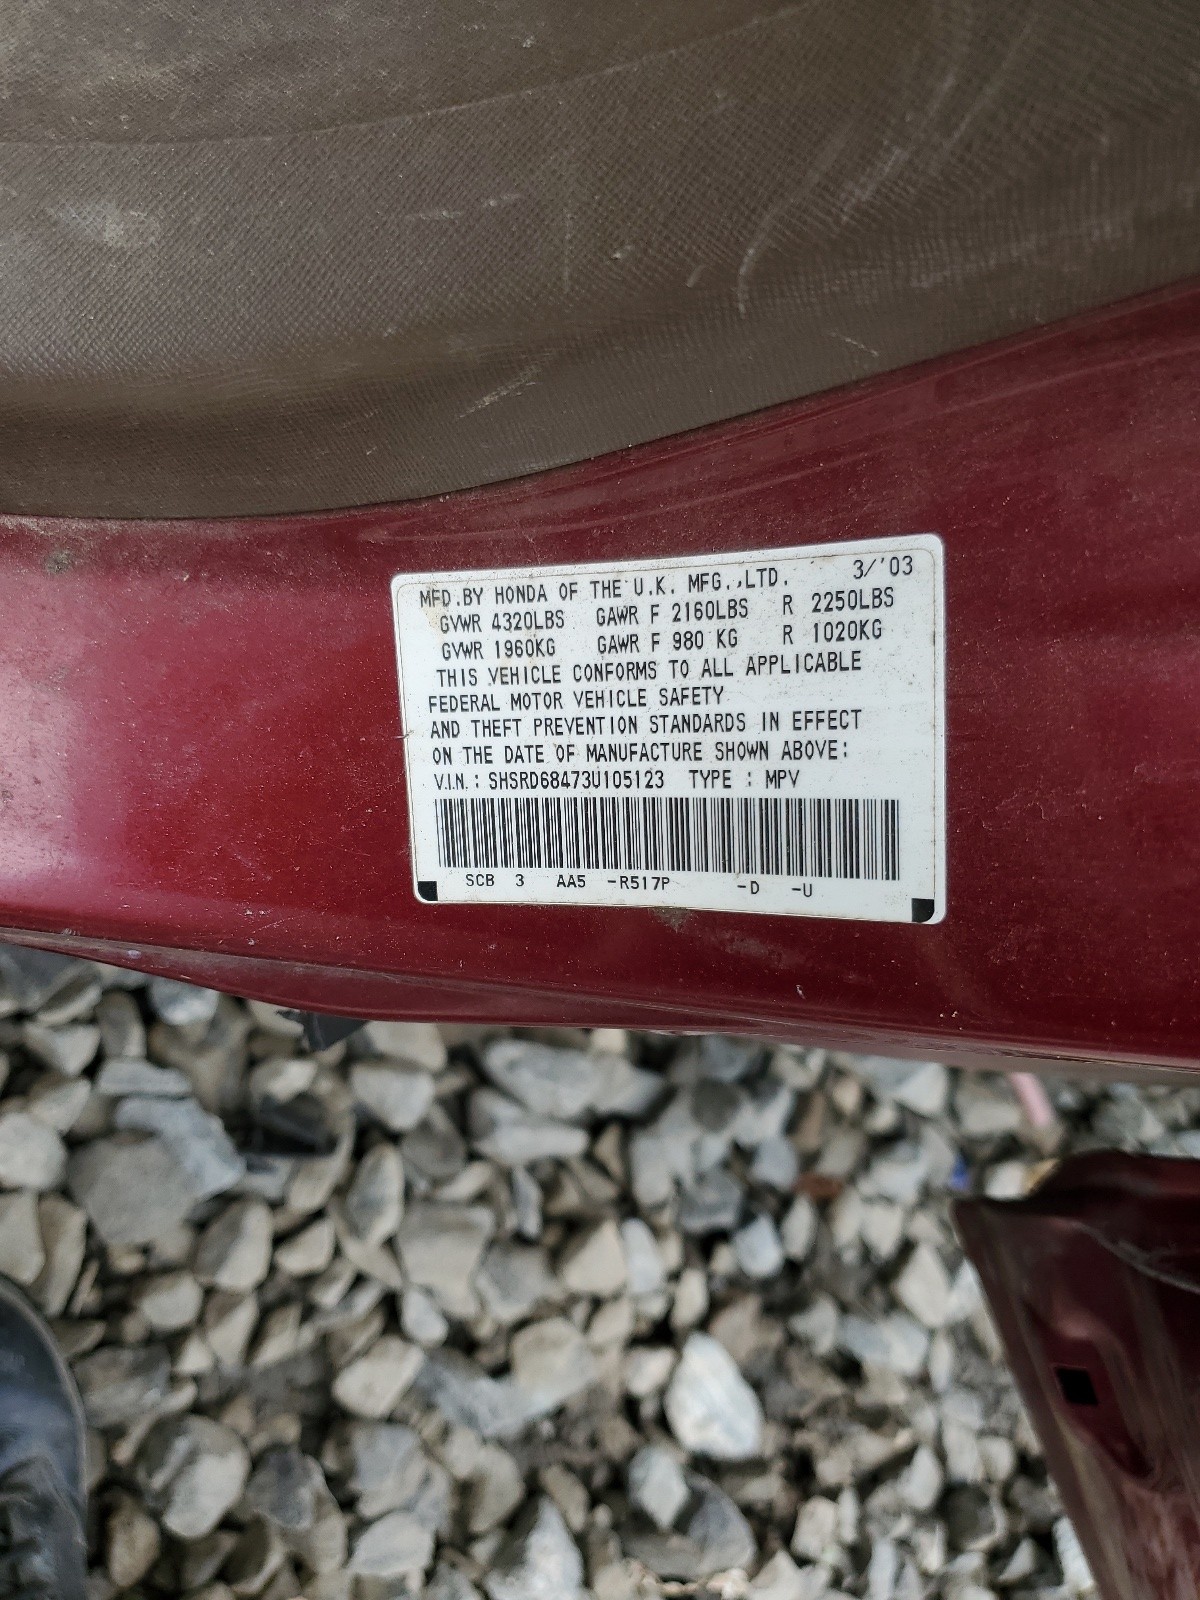 MFD.BY HONDA OF THE U.K. MFG.,LTD. 3/'03
GVWR 4320LBS GAWR F 2160LBS R 2250LBS
GVWR 1960KG GAWR F 980 KG R 1020KG
THIS VEHICLE CONFORMS TO ALL APPLICABLE
FEDERAL MOTOR VEHICLE SAFETY
AND THEFT PREVENTION STANDARDS IN EFFECT
ON THE DATE OF MANUFACTURE SHOWN ABOVE:
V.I.N.: SHSRD68473U105123 TYPE : MPV
SCB 3 AA5 -R517P -D -U